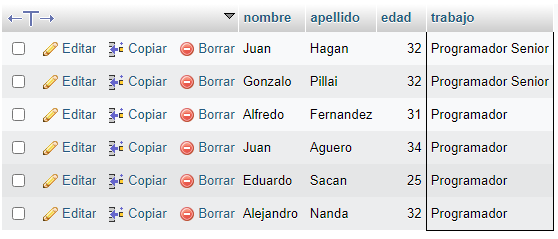 nombre apellido edad trabajo
Editar Copiar Borrar Juan Hagan 32 Programador Senior
Editar Copiar Borrar Gonzalo Pillai 32 Programador Senior
Editar Copiar Borrar Alfredo Fernandez 31 Programador
Editar Copiar Borrar Juan Aguero 34 Programador
Editar Copiar Borrar Eduardo Sacan 25 Programador
Editar Copiar Borrar Alejandro Nanda 32 Programador